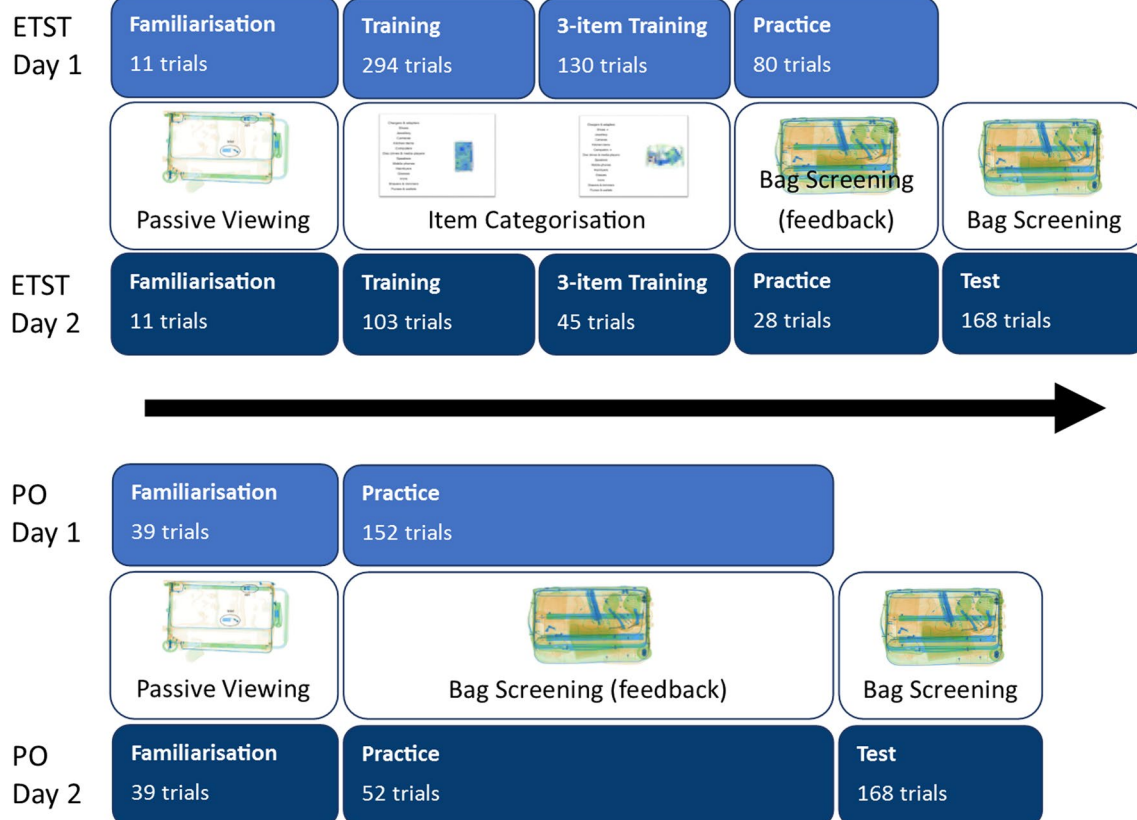 ETST
Day 1
Familiarisation
11 trials
Training
294 trials
3-item Training
130 trials
Practice
80 trials
Passive Viewing
Item Categorisation
Bag Screening
(feedback)
Bag Screening
ETST
Day 2
Familiarisation
11 trials
Training
103 trials
3-item Training
45 trials
Practice
28 trials
Test
168 trials
PO
Day 1
Familiarisation
39 trials
Practice
152 trials
Passive Viewing
Bag Screening (feedback)
Bag Screening
PO
Day 2
Familiarisation
39 trials
Practice
52 trials
Test
168 trials